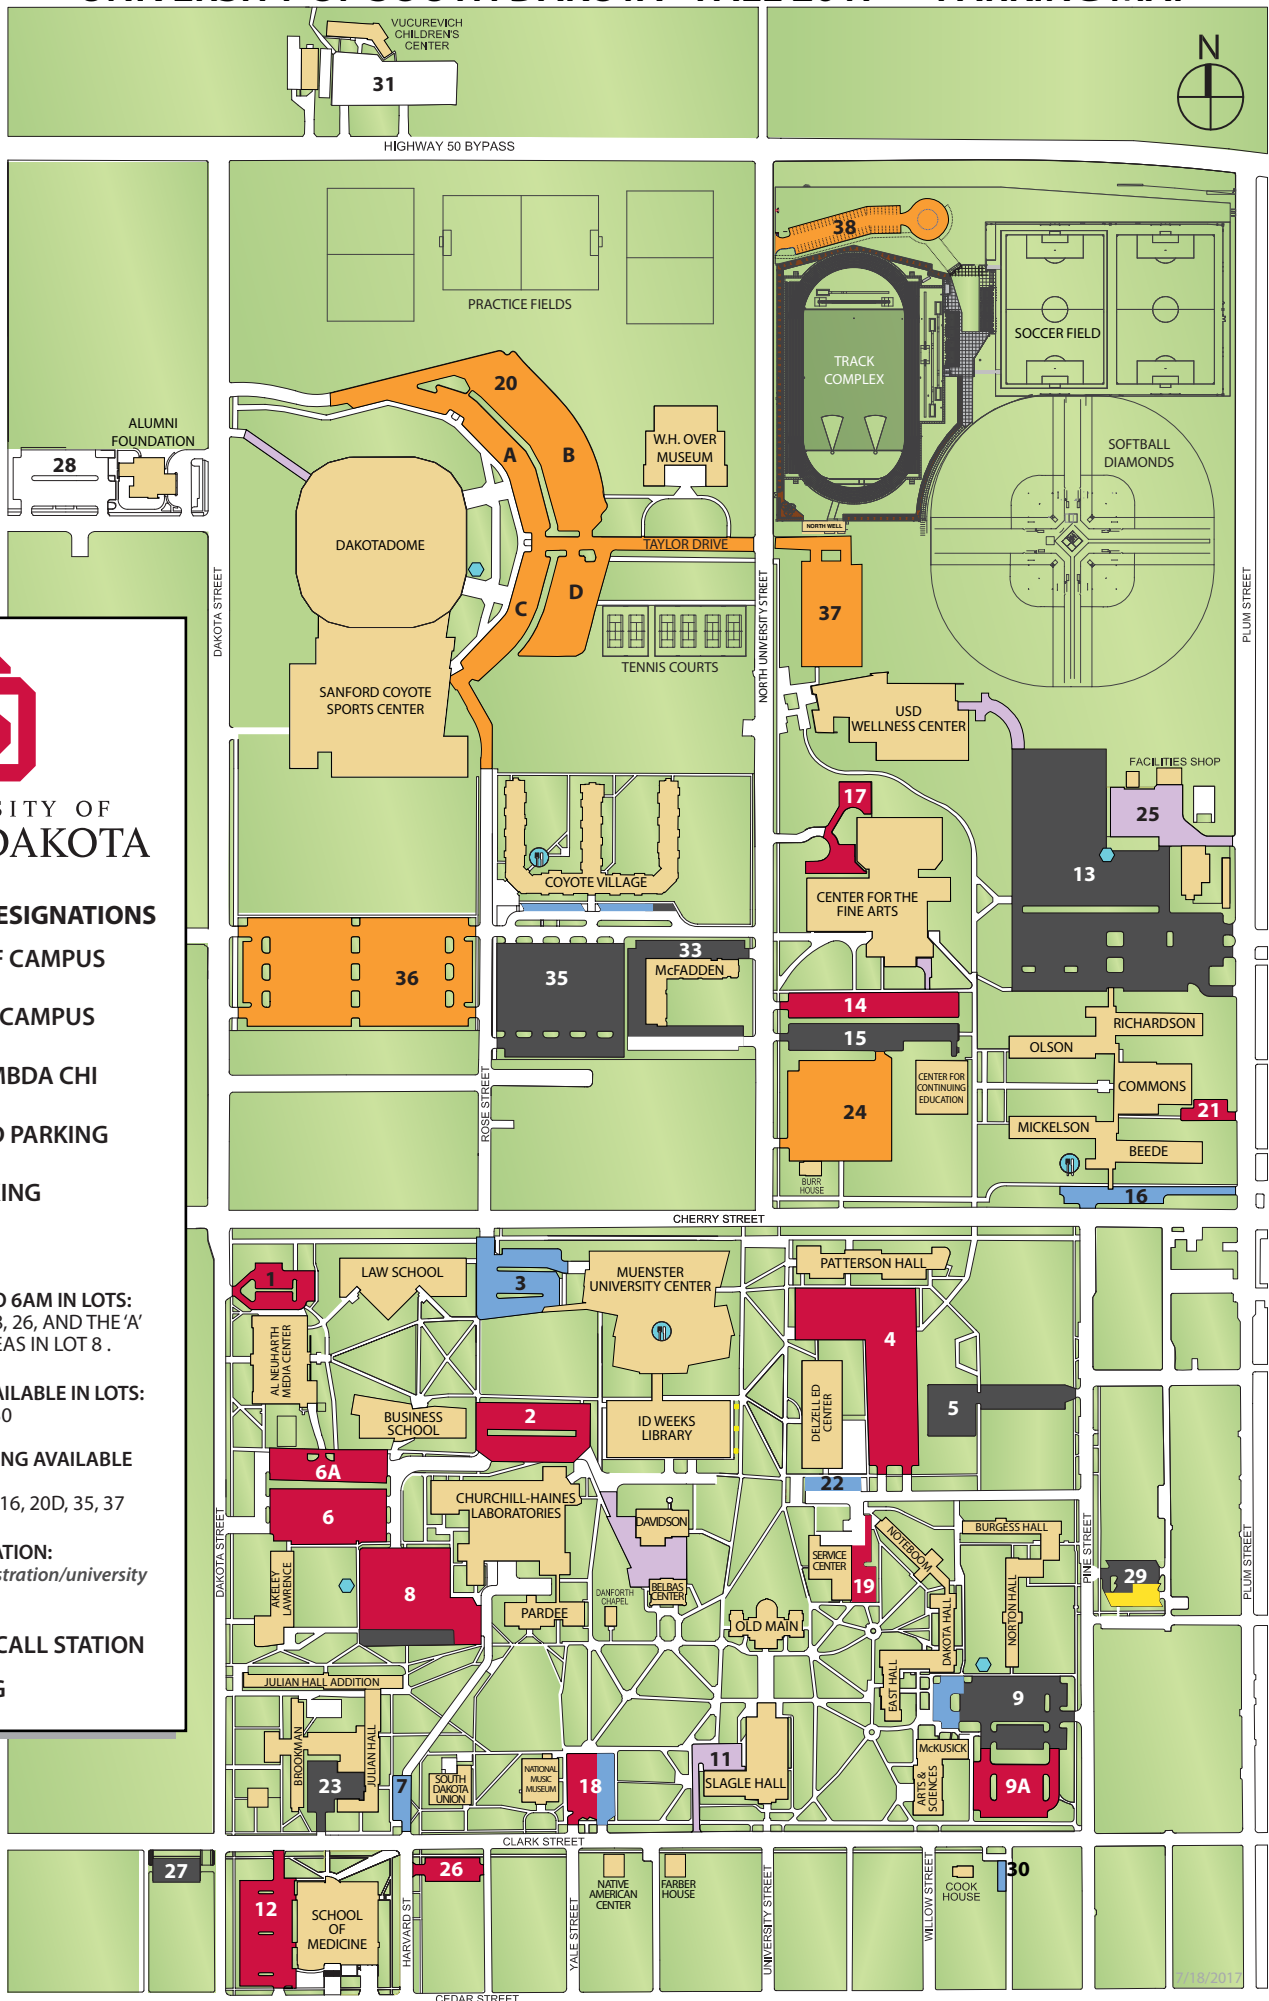 VUCUREVICH
CHILDREN'S
CENTER
31
N
HIGHWAY 50 BYPASS
38
PRACTICE FIELDS
SOCCER FIELD
TRACK
COMPLEX
20
A
B
ALUMNI
FOUNDATION
28
W.H. OVER
MUSEUM
SOFTBALL
DIAMONDS
NORTH WELL
DAKOTADOME
TAYLOR DRIVE
D
C
37
DAKOTA STREET
NORTH UNIVERSITY STREET
PLUM STREET
TENNIS COURTS
SANFORD COYOTE
SPORTS CENTER
USD
WELLNESS CENTER
FACILITIES SHOP
17
25
SITY OF
DAKOTA
13
COYOTE VILLAGE
CENTER FOR THE
FINE ARTS
ESIGNATIONS
F CAMPUS
CAMPUS
MBDA CHI
D PARKING
ING
36
35
33
McFADDEN
14
15
RICHARDSON
OLSON
COMMONS
CENTER FOR
CONTINUING
EDUCATION
24
21
MICKELSON
BEEDE
ROSE STREET
BURR
HOUSE
16
CHERRY STREET
1
LAW SCHOOL
3
MUENSTER
UNIVERSITY CENTER
PATTERSON HALL
O 6AM IN LOTS:
3, 26, AND THE 'A'
EAS IN LOT 8 .
AILABLE IN LOTS:
0
ING AVAILABLE
16, 20D, 35, 37
ATION:
stration/university
CALL STATION
G
AL NEUHARTH
MEDIA CENTER
4
DELZELL ED
CENTER
5
BUSINESS
SCHOOL
2
ID WEEKS
LIBRARY
6A
6
22
CHURCHILL-HAINES
LABORATORIES
DAVIDSON
NOTEBOOM
BURGESS HALL
DAKOTA STREET
PINE STREET
PLUM STREET
SERVICE
CENTER
19
29
AKELEY
LAWRENCE
8
DANFORTH
CHAPEL
BELBAS
CENTER
PARDEE
OLD MAIN
DAKOTA HALL
NORTON HALL
JULIAN HALL ADDITION
EAST HALL
9
BROOKMAN
JULIAN HALL
23
7
SOUTH
DAKOTA
UNION
NATIONAL
MUSIC
MUSEUM
18
11
SLAGLE HALL
McKUSICK
ARTS &
SCIENCES
9A
CLARK STREET
27
26
12
SCHOOL
OF
MEDICINE
HARVARD ST
YALE STREET
NATIVE
AMERICAN
CENTER
FARBER
HOUSE
UNIVERSITY STREET
WILLOW STREET
COOK
HOUSE
30
7/18/2017
CEDAR STREET